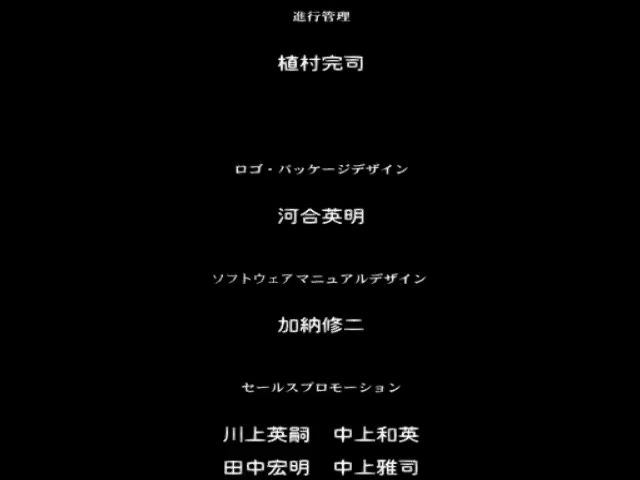 進行管理
植村完司
ロゴ・パッケージデザイン
河合英明
ソフトウェアマニュアルデザイン
加納修二
セールスプロモーション
川上英嗣　中上和英
田中宏明　中上雅司